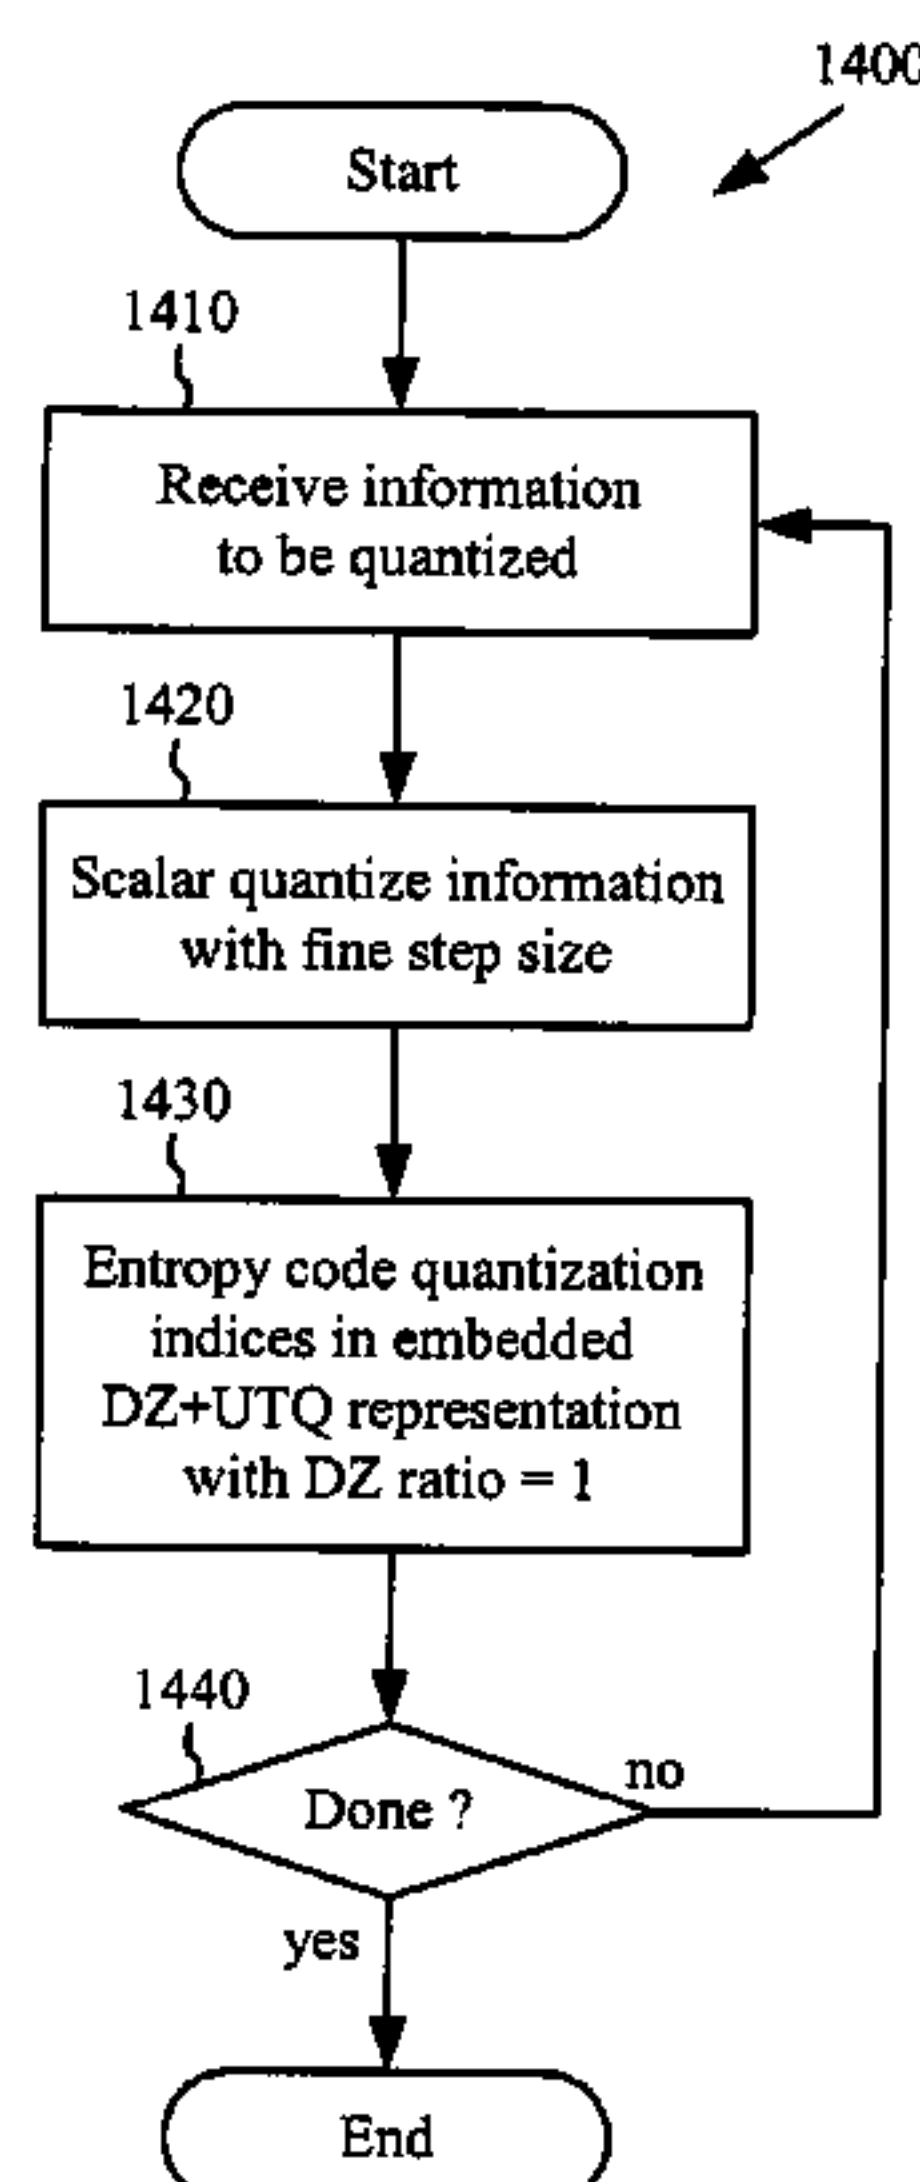 1400
Start
1410
Receive information
to be quantized
1420
Scalar quantize information
with fine step size
1430
Entropy code quantization
indices in embedded
DZ+UTQ representation
with DZ ratio = 1
1440
Done ?
no
yes
End